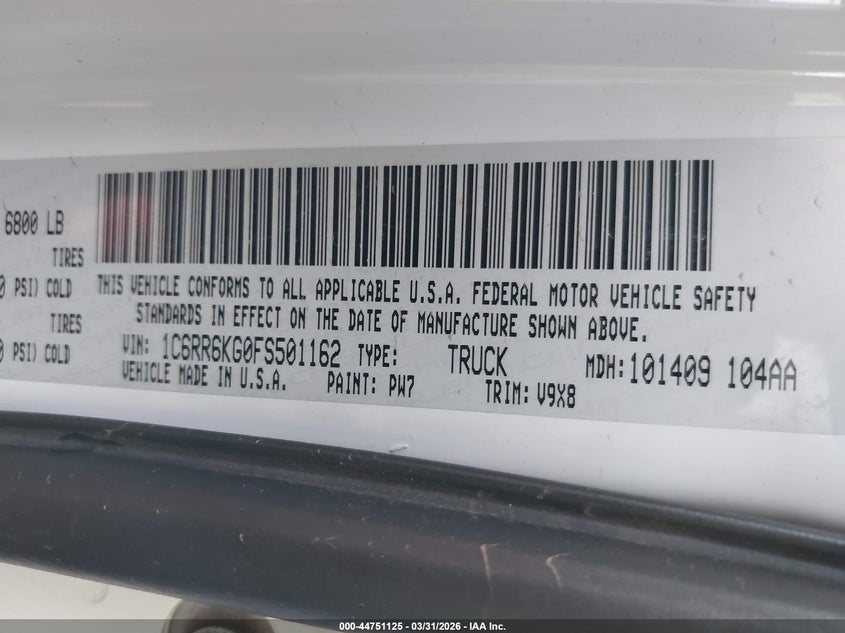 6800 LB
TIRES
0 PSI) COLD
TIRES
0 PSI) COLD
THIS VEHICLE CONFORMS TO ALL APPLICABLE U.S.A. FEDERAL MOTOR VEHICLE SAFETY
STANDARDS IN EFFECT ON THE DATE OF MANUFACTURE SHOWN ABOVE.
VIN: 1C6RR6KG0FS501162 TYPE: TRUCK MDH:101409 104AA
VEHICLE MADE IN U.S.A. PAINT: PW7 TRIM: V9X8
000-44751125 - 03/31/2026 - IAA Inc.